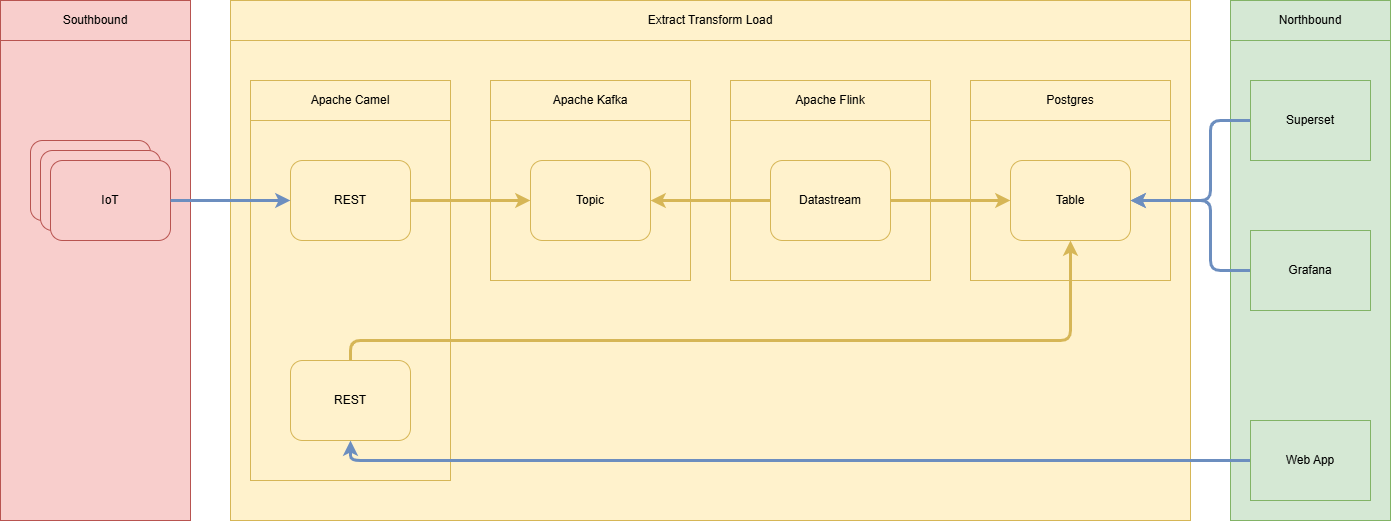 Southbound
Extract Transform Load
Northbound
Apache Camel
Apache Kafka
Apache Flink
Postgres
Superset
IoT
REST
Topic
Datastream
Table
Grafana
REST
Web App